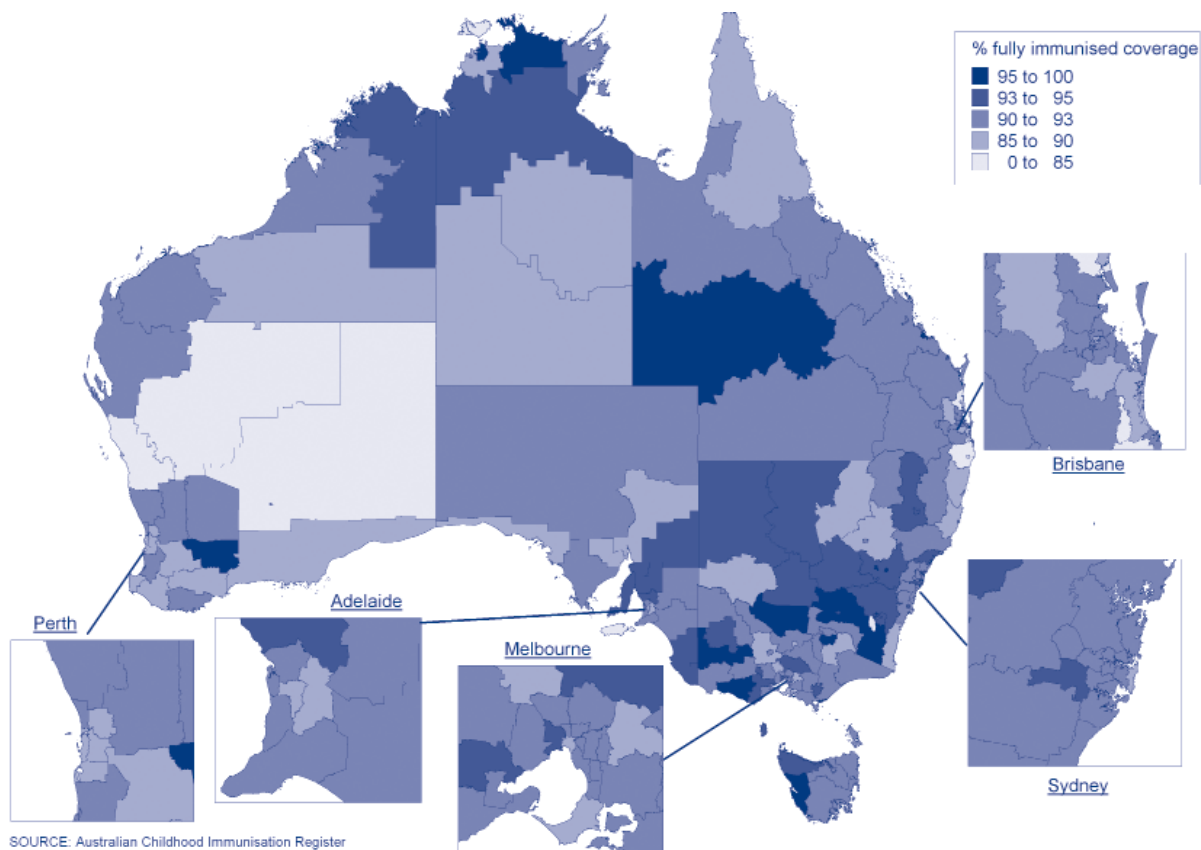 % fully immunised coverage
95 to 100
93 to 95
90 to 93
85 to 90
0 to 85
Brisbane
Adelaide
Perth
Melbourne
Sydney
SOURCE: Australian Childhood Immunisation Register